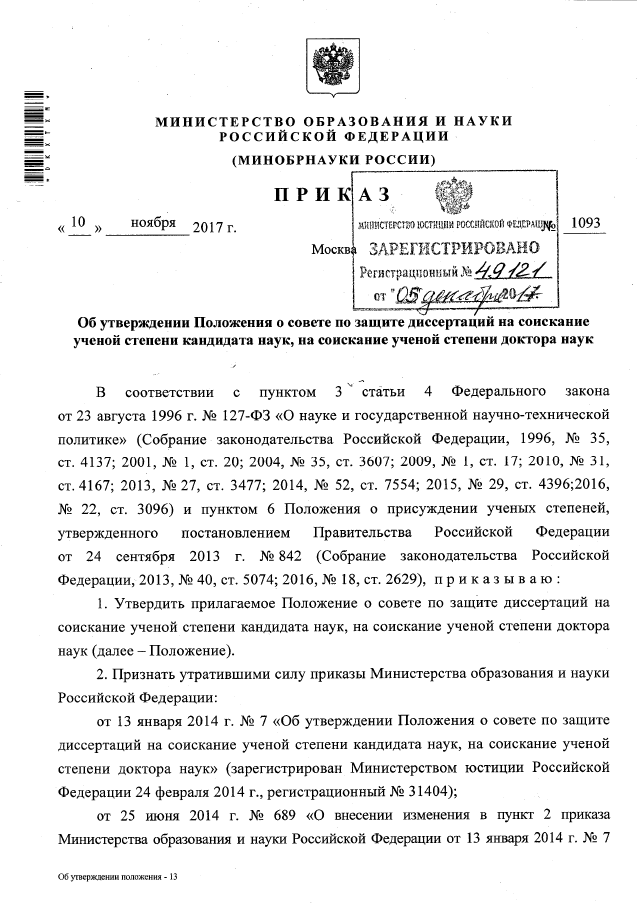 МИНИСТЕРСТВО ОБРАЗОВАНИЯ И НАУКИ
РОССИЙСКОЙ ФЕДЕРАЦИИ
(МИНОБРНАУКИ РОССИИ)
ПРИКАЗ
« 10 » ноября 2017 г.
№ 1093
Москва
МИНИСТЕРСТВО ЮСТИЦИИ РОССИЙСКОЙ ФЕДЕРАЦИИ
ЗАРЕГИСТРИРОВАНО
Регистрационный № 49121
от "05" декабря 2017.
Об утверждении Положения о совете по защите диссертаций на соискание
ученой степени кандидата наук, на соискание ученой степени доктора наук
В соответствии с пунктом 3 статьи 4 Федерального закона
от 23 августа 1996 г. № 127-ФЗ «О науке и государственной научно-технической
политике» (Собрание законодательства Российской Федерации, 1996, № 35,
ст. 4137; 2001, № 1, ст. 20; 2004, № 35, ст. 3607; 2009, № 1, ст. 17; 2010, № 31,
ст. 4167; 2013, № 27, ст. 3477; 2014, № 52, ст. 7554; 2015, № 29, ст. 4396;2016,
№ 22, ст. 3096) и пунктом 6 Положения о присуждении ученых степеней,
утвержденного постановлением Правительства Российской Федерации
от 24 сентября 2013 г. № 842 (Собрание законодательства Российской
Федерации, 2013, № 40, ст. 5074; 2016, № 18, ст. 2629), п р и к а з ы в а ю :
1. Утвердить прилагаемое Положение о совете по защите диссертаций на
соискание ученой степени кандидата наук, на соискание ученой степени доктора
наук (далее – Положение).
2. Признать утратившими силу приказы Министерства образования и науки
Российской Федерации:
от 13 января 2014 г. № 7 «Об утверждении Положения о совете по защите
диссертаций на соискание ученой степени кандидата наук, на соискание ученой
степени доктора наук» (зарегистрирован Министерством юстиции Российской
Федерации 24 февраля 2014 г., регистрационный № 31404);
от 25 июня 2014 г. № 689 «О внесении изменения в пункт 2 приказа
Министерства образования и науки Российской Федерации от 13 января 2014 г. № 7
Об утверждении положения - 13